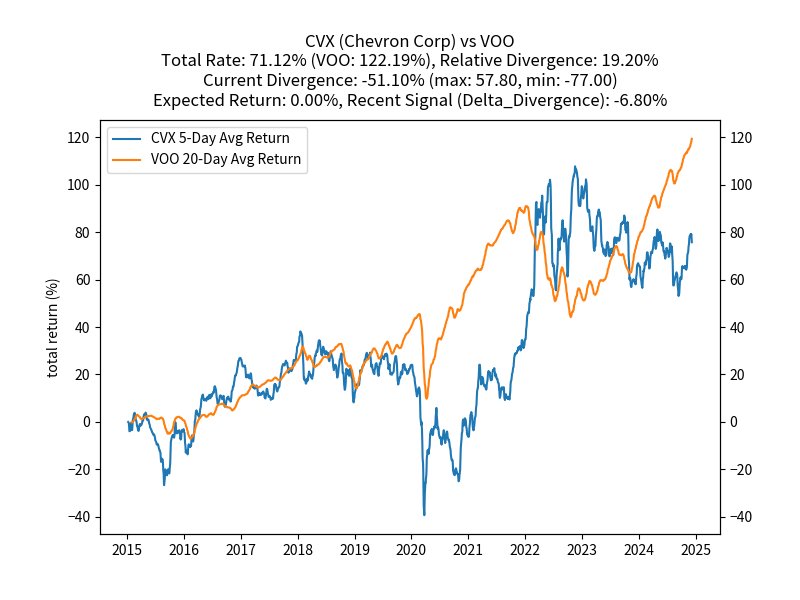 CVX (Chevron Corp) vs VOO
Total Rate: 71.12% (VOO: 122.19%), Relative Divergence: 19.20%
Current Divergence: -51.10% (max: 57.80, min: -77.00)
Expected Return: 0.00%, Recent Signal (Delta_Divergence): -6.80%
CVX 5-Day Avg Return
VOO 20-Day Avg Return
total return (%)
120
100
80
60
40
20
0
−20
−40
120
100
80
60
40
20
0
−20
−40
2015 2016 2017 2018 2019 2020 2021 2022 2023 2024 2025